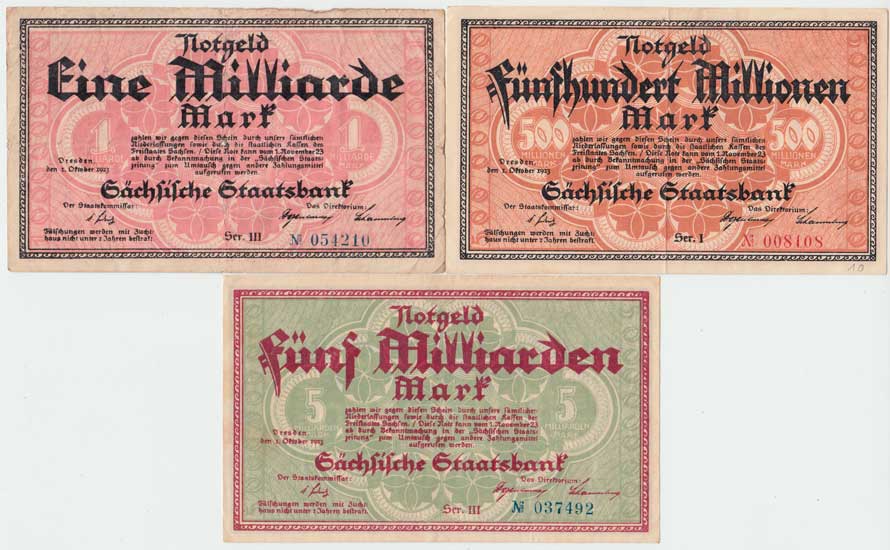 Notgeld
Eine Milliarde
Mark
1
MILLIARDE
1
zahlen wir gegen diesen Schein durch unsere sämtlichen
Niederlassungen sowie durch die staatlichen Kassen des
Freistaates Sachsen. / Diese Note kann vom 1. November 23
ab durch Bekanntmachung in der „Sächsischen Staats-
zeitung“ zum Umtausch gegen andere Zahlungsmittel
aufgerufen werden.
Dresden,
den 1. Oktober 1923
Sächsische Staatsbank
Der Staatskommissar: Das Direktorium:
Fälschungen werden mit Zucht-
haus nicht unter 2 Jahren bestraft.
Ser. III № 054210
Notgeld
Fünfhundert Millionen
Mark
500
MILLIONEN
MARK
500
MILLIONEN
MARK
zahlen wir gegen diesen Schein durch unsere sämtlichen
Niederlassungen sowie durch die staatlichen Kassen des
Freistaates Sachsen. / Diese Note kann vom 1. November 23
ab durch Bekanntmachung in der „Sächsischen Staats-
zeitung“ zum Umtausch gegen andere Zahlungsmittel
aufgerufen werden.
Dresden,
den 1. Oktober 1923
Sächsische Staatsbank
Der Staatskommissar: Das Direktorium:
Fälschungen werden mit Zucht-
haus nicht unter 2 Jahren bestraft.
Ser. I № 008108
10
Notgeld
Fünf Milliarden
Mark
5
MILLIARDEN
MARK
5
MILLIARDEN
MARK
zahlen wir gegen diesen Schein durch unsere sämtlichen
Niederlassungen sowie durch die staatlichen Kassen des
Freistaates Sachsen. / Diese Note kann vom 1. November 23
ab durch Bekanntmachung in der „Sächsischen Staats-
zeitung“ zum Umtausch gegen andere Zahlungsmittel
aufgerufen werden.
Dresden,
den 1. Oktober 1923
Sächsische Staatsbank
Der Staatskommissar: Das Direktorium:
Fälschungen werden mit Zucht-
haus nicht unter 2 Jahren bestraft.
Ser. III № 037492